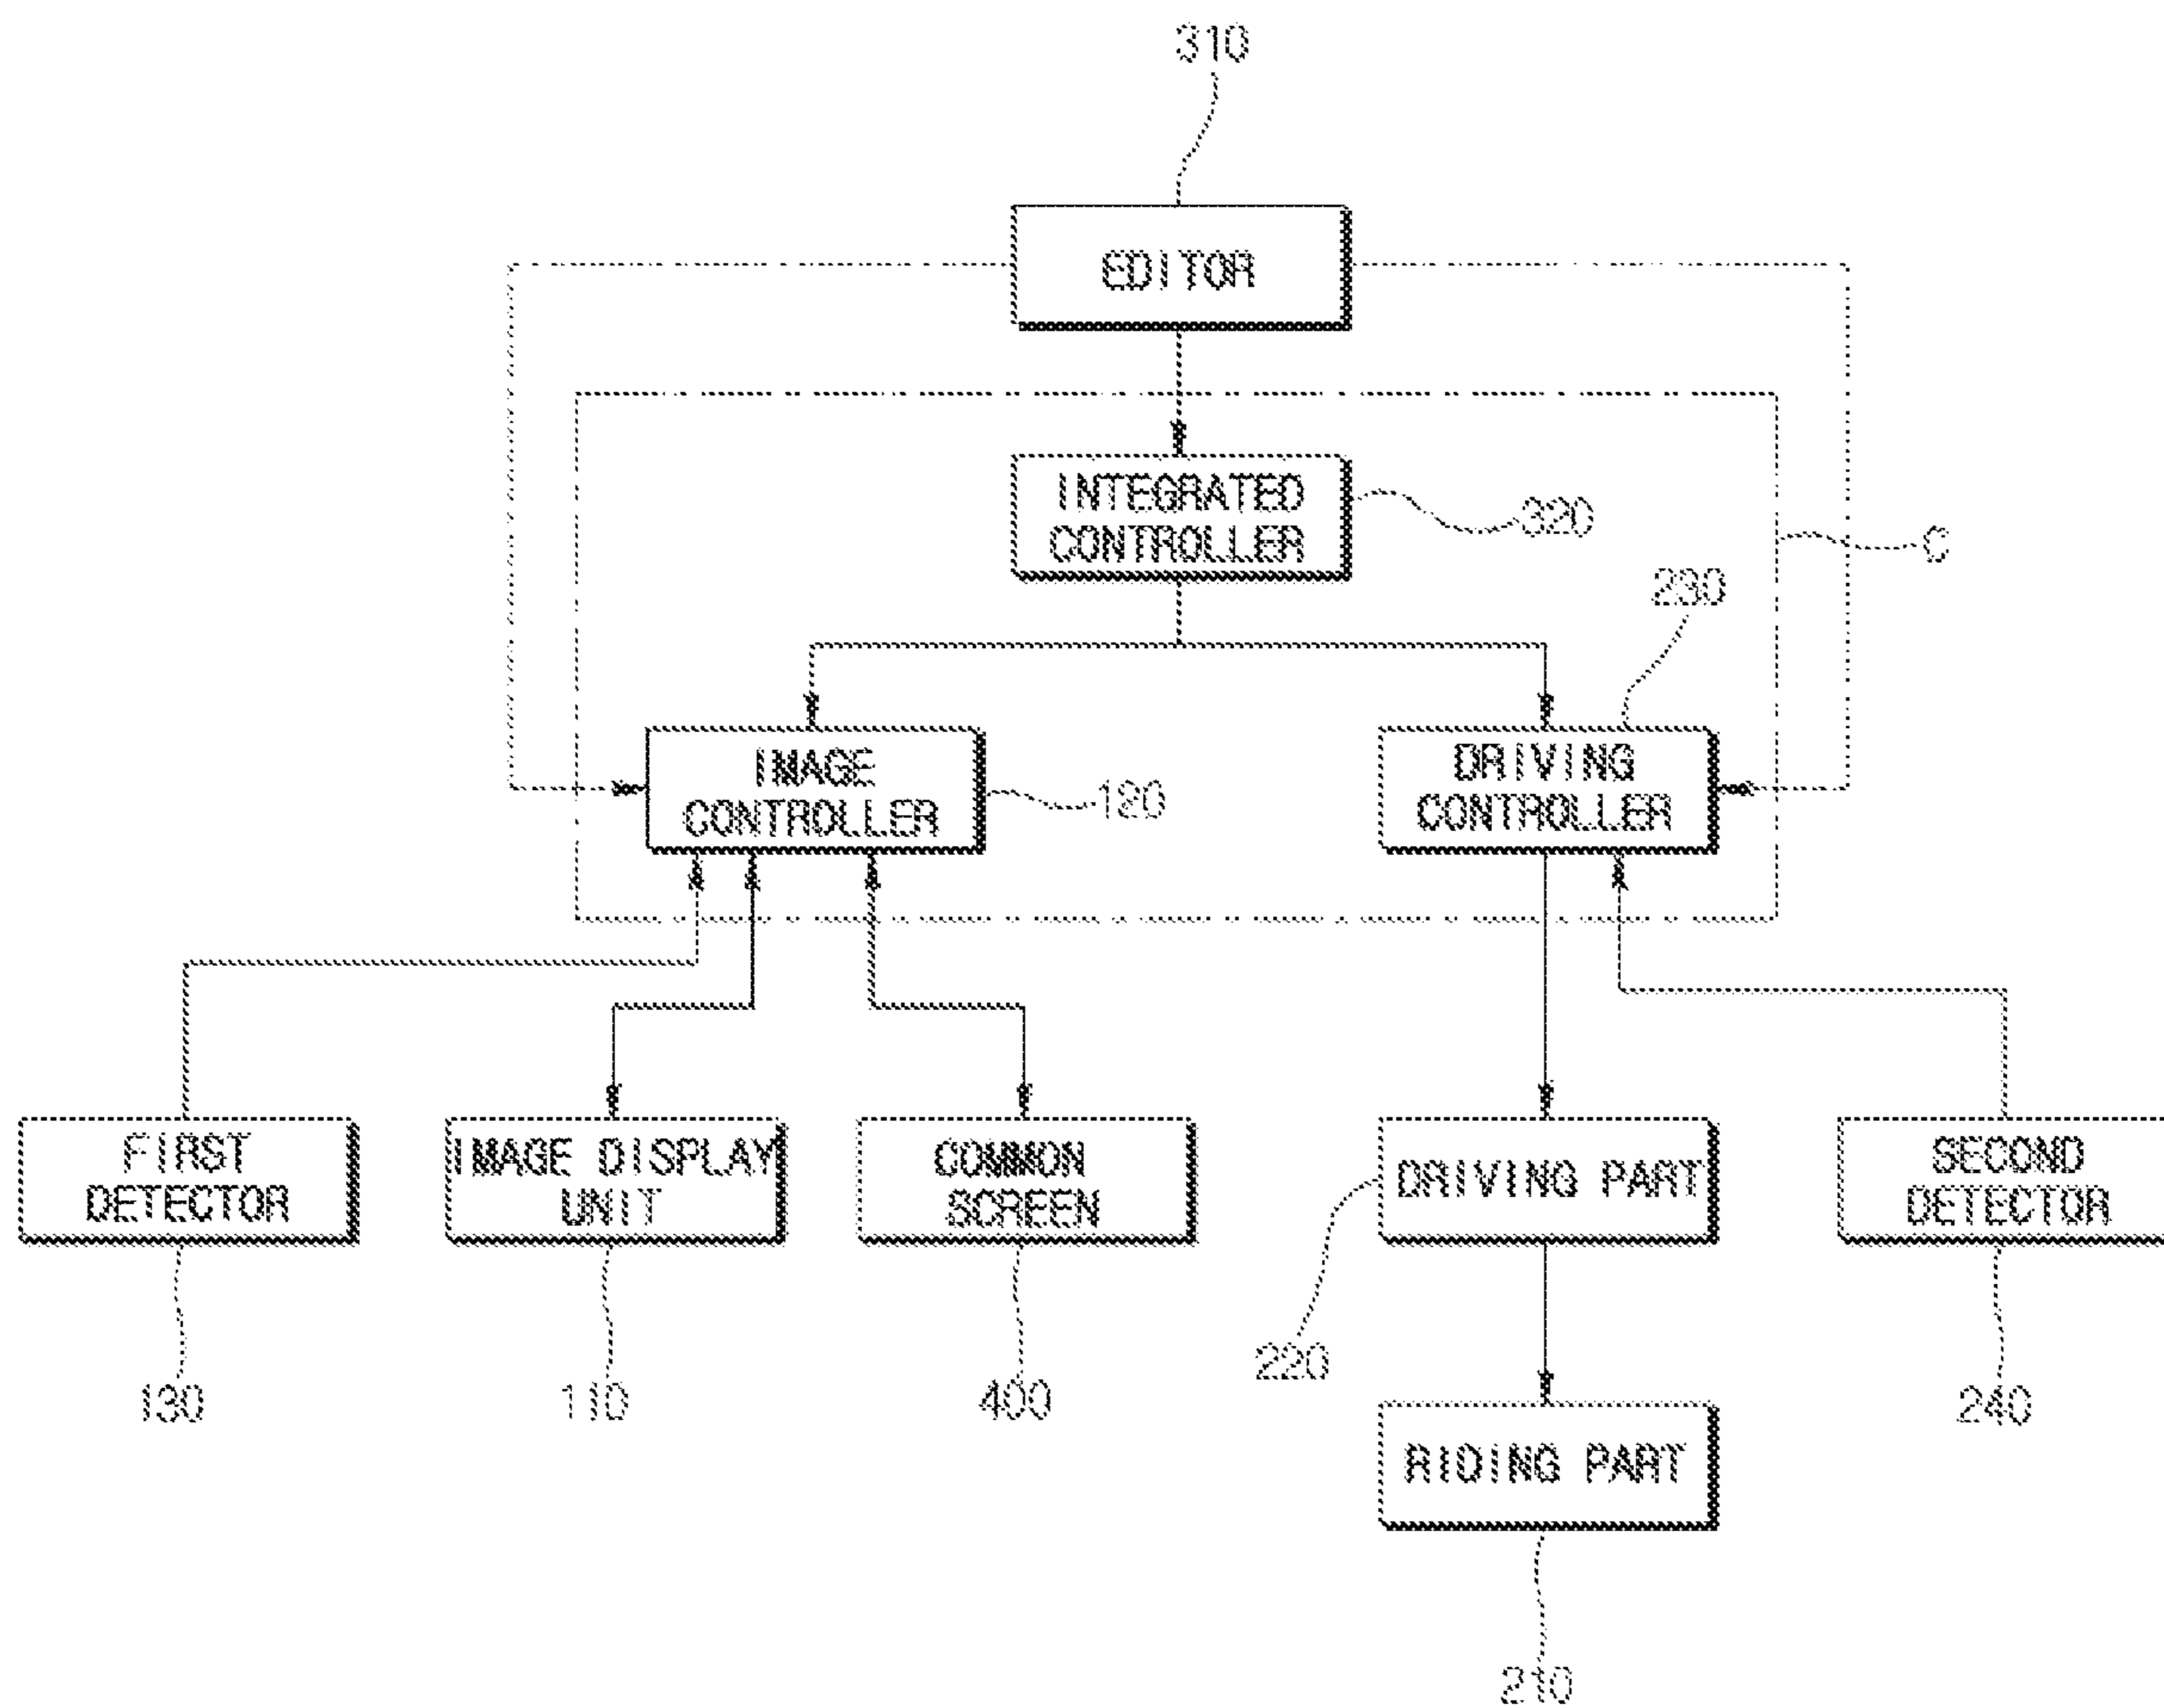 310
EDITOR
INTEGRATED
CONTROLLER
320
C
230
IMAGE
CONTROLLER
120
DRIVING
CONTROLLER
FIRST
DETECTOR
IMAGE DISPLAY
UNIT
COMMON
SCREEN
DRIVING PART
SECOND
DETECTOR
220
130
110
400
240
RIDING PART
210